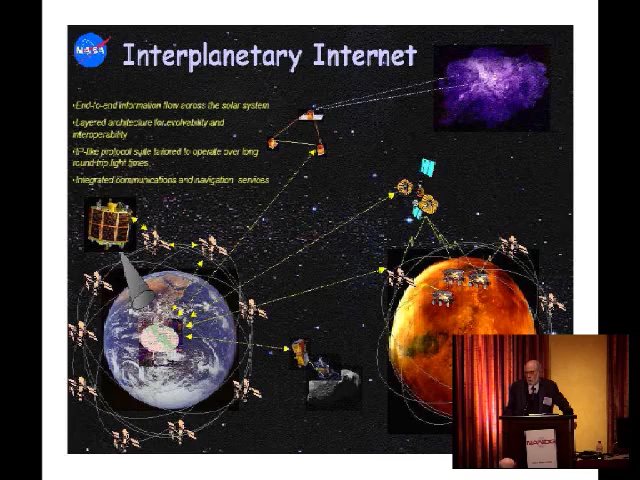 NASA
Interplanetary Internet
•End-to-end information flow across the solar system
•Layered architecture for evolvability and
interoperability
•IP-like protocol suite tailored to operate over long
round-trip light times
•Integrated communications and navigation services
NANOG